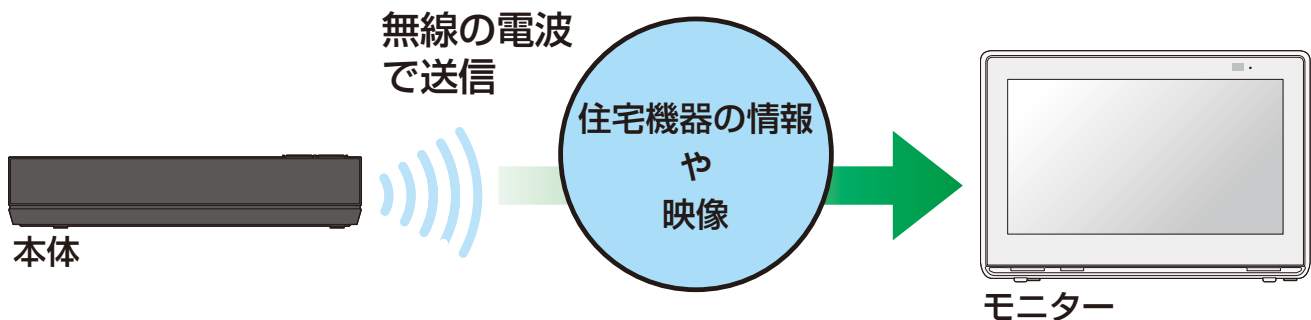 無線の電波
で送信
住宅機器の情報
や
映像
本体
モニター